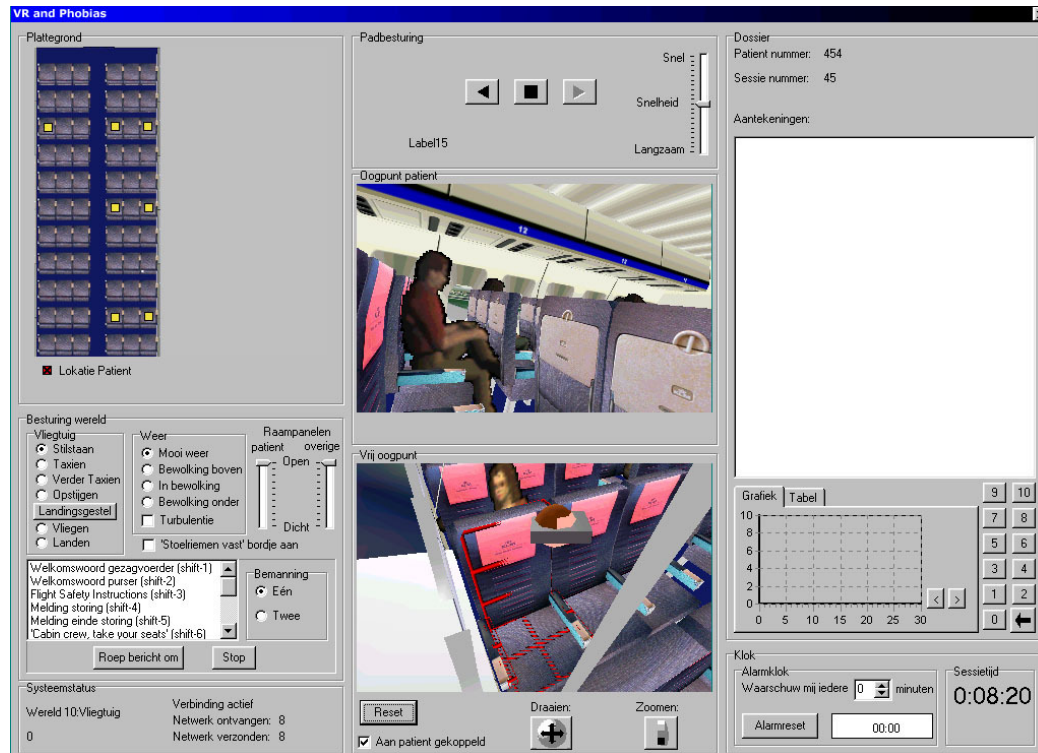 VR and Phobias
Plattegrond
Lokatie Patient
Besturing wereld
Vliegtuig
Stilstaan
Taxien
Verder Taxien
Opstijgen
Landingsgestel
Vliegen
Landen
Weer
Mooi weer
Bewolking boven
In bewolking
Bewolking onder
Turbulentie
Raampanelen
patient overige
Open
Dicht
'Stoelriemen vast' bordje aan
Welkomswoord gezagvoerder (shift-1)
Welkomswoord purser (shift-2)
Flight Safety Instructions (shift-3)
Melding storing (shift-4)
Melding einde storing (shift-5)
'Cabin crew, take your seats' (shift-6)
Bemanning
Eén
Twee
Roep bericht om
Stop
Systeemstatus
Wereld 10:Vliegtuig
0
Verbinding actief
Netwerk ontvangen: 8
Netwerk verzonden: 8
Padbesturing
Snel
Snelheid
Langzaam
Label15
Oogpunt patient
12
Vrij oogpunt
Reset
Aan patient gekoppeld
Draaien:
Zoomen:
Dossier
Patient nummer: 454
Sessie nummer: 45
Aantekeningen:
Grafiek Tabel
10
8
6
4
2
0
0 5 10 15 20 25 30
< >
9 10
7 8
5 6
3 4
1 2
0
Klok
Alarmklok
Waarschuw mij iedere 0 minuten
Alarmreset 00:00
Sessietijd
0:08:20